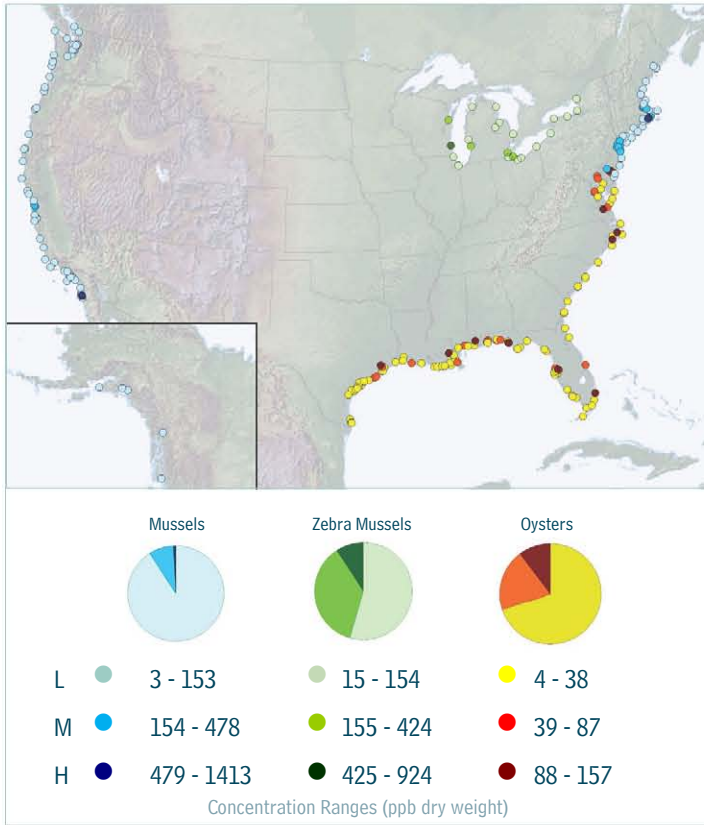 Mussels Zebra Mussels Oysters
L 3 - 153 15 - 154 4 - 38
M 154 - 478 155 - 424 39 - 87
H 479 - 1413 425 - 924 88 - 157
Concentration Ranges (ppb dry weight)